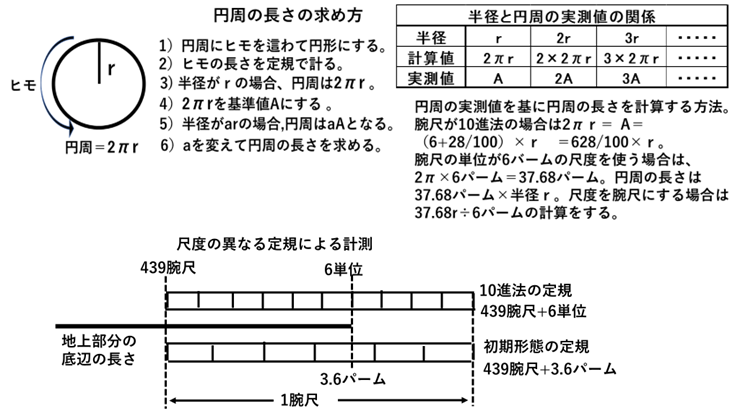 円周の長さの求め方
1）円周にヒモを這わて円形にする。
2）ヒモの長さを定規で計る。
3）半径が r の場合、円周は2πr 。
4）2πrを基準値Aにする 。
5）半径がarの場合,円周はaAとなる。
6）aを変えて円周の長さを求める。
r
ヒモ
円周＝2πr
半径と円周の実測値の関係
半径 r 2r 3r ・・・・・
計算値 2πr 2×2πr 3×2πr ・・・・・
実測値 A 2A 3A ・・・・・
円周の実測値を基に円周の長さを計算する方法。
腕尺が10進法の場合は2πr ＝ A＝
（6+28/100）×r ＝628/100×r 。
腕尺の単位が6バームの尺度を使う場合は、
2π×6パーム＝37.68パーム。円周の長さは
37.68パーム×半径 r 。尺度を腕尺にする場合は
37.68r÷6パームの計算をする。
尺度の異なる定規による計測
439腕尺 6単位
10進法の定規
439腕尺+6単位
地上部分の
底辺の長さ
初期形態の定規
439腕尺+3.6パーム
3.6パーム
1腕尺